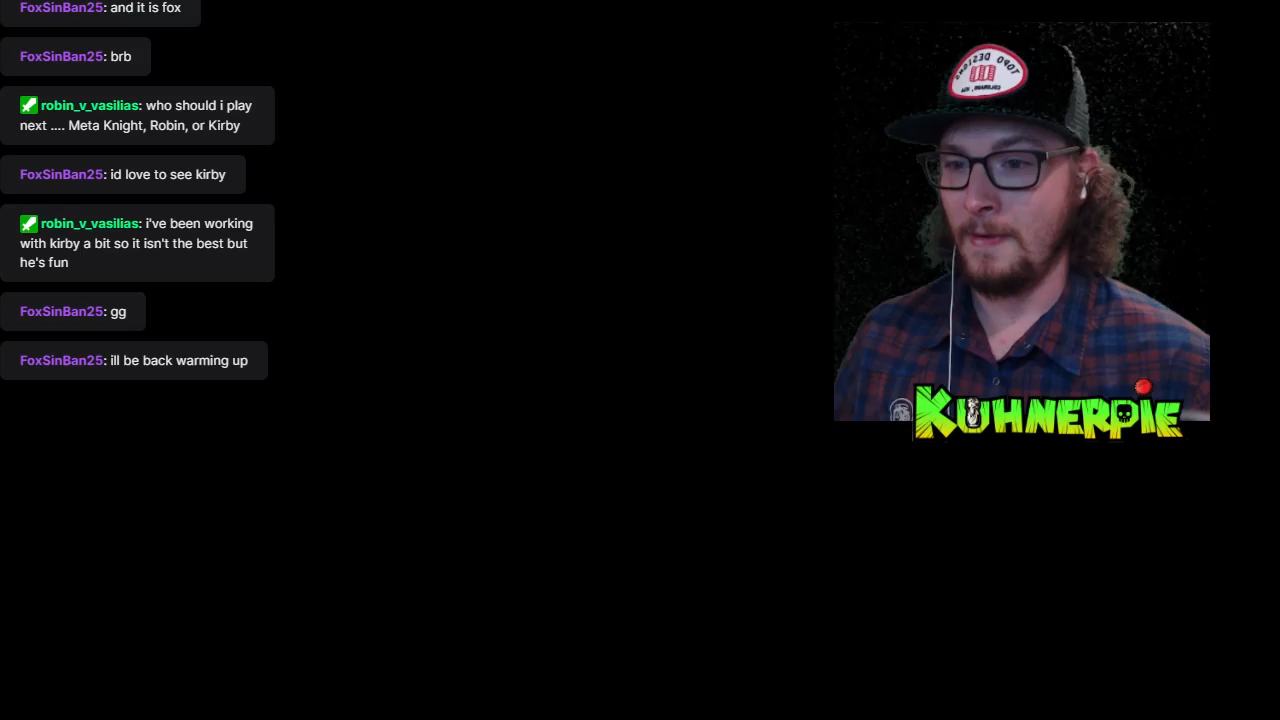 FoxSinBan25: and it is fox
FoxSinBan25: brb
robin_v_vasilias: who should i play
next .... Meta Knight, Robin, or Kirby
FoxSinBan25: id love to see kirby
robin_v_vasilias: i've been working
with kirby a bit so it isn't the best but
he's fun
FoxSinBan25: gg
FoxSinBan25: ill be back warming up
TOPO DESIGNS
KUHNERPIE